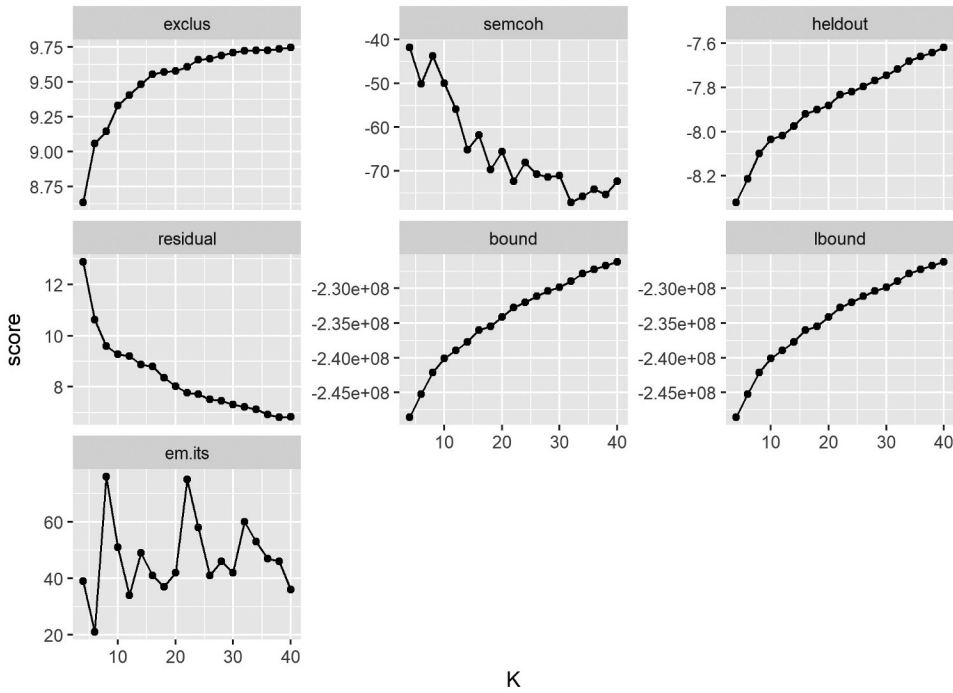 exclus
semcoh
heldout
9.75
9.50
9.25
9.00
8.75
-40
-50
-60
-70
-7.6
-7.8
-8.0
-8.2
residual
bound
lbound
12
10
8
-2.30e+08
-2.35e+08
-2.40e+08
-2.45e+08
-2.30e+08
-2.35e+08
-2.40e+08
-2.45e+08
10 20 30 40
10 20 30 40
em.its
60
40
20
10 20 30 40
score
K